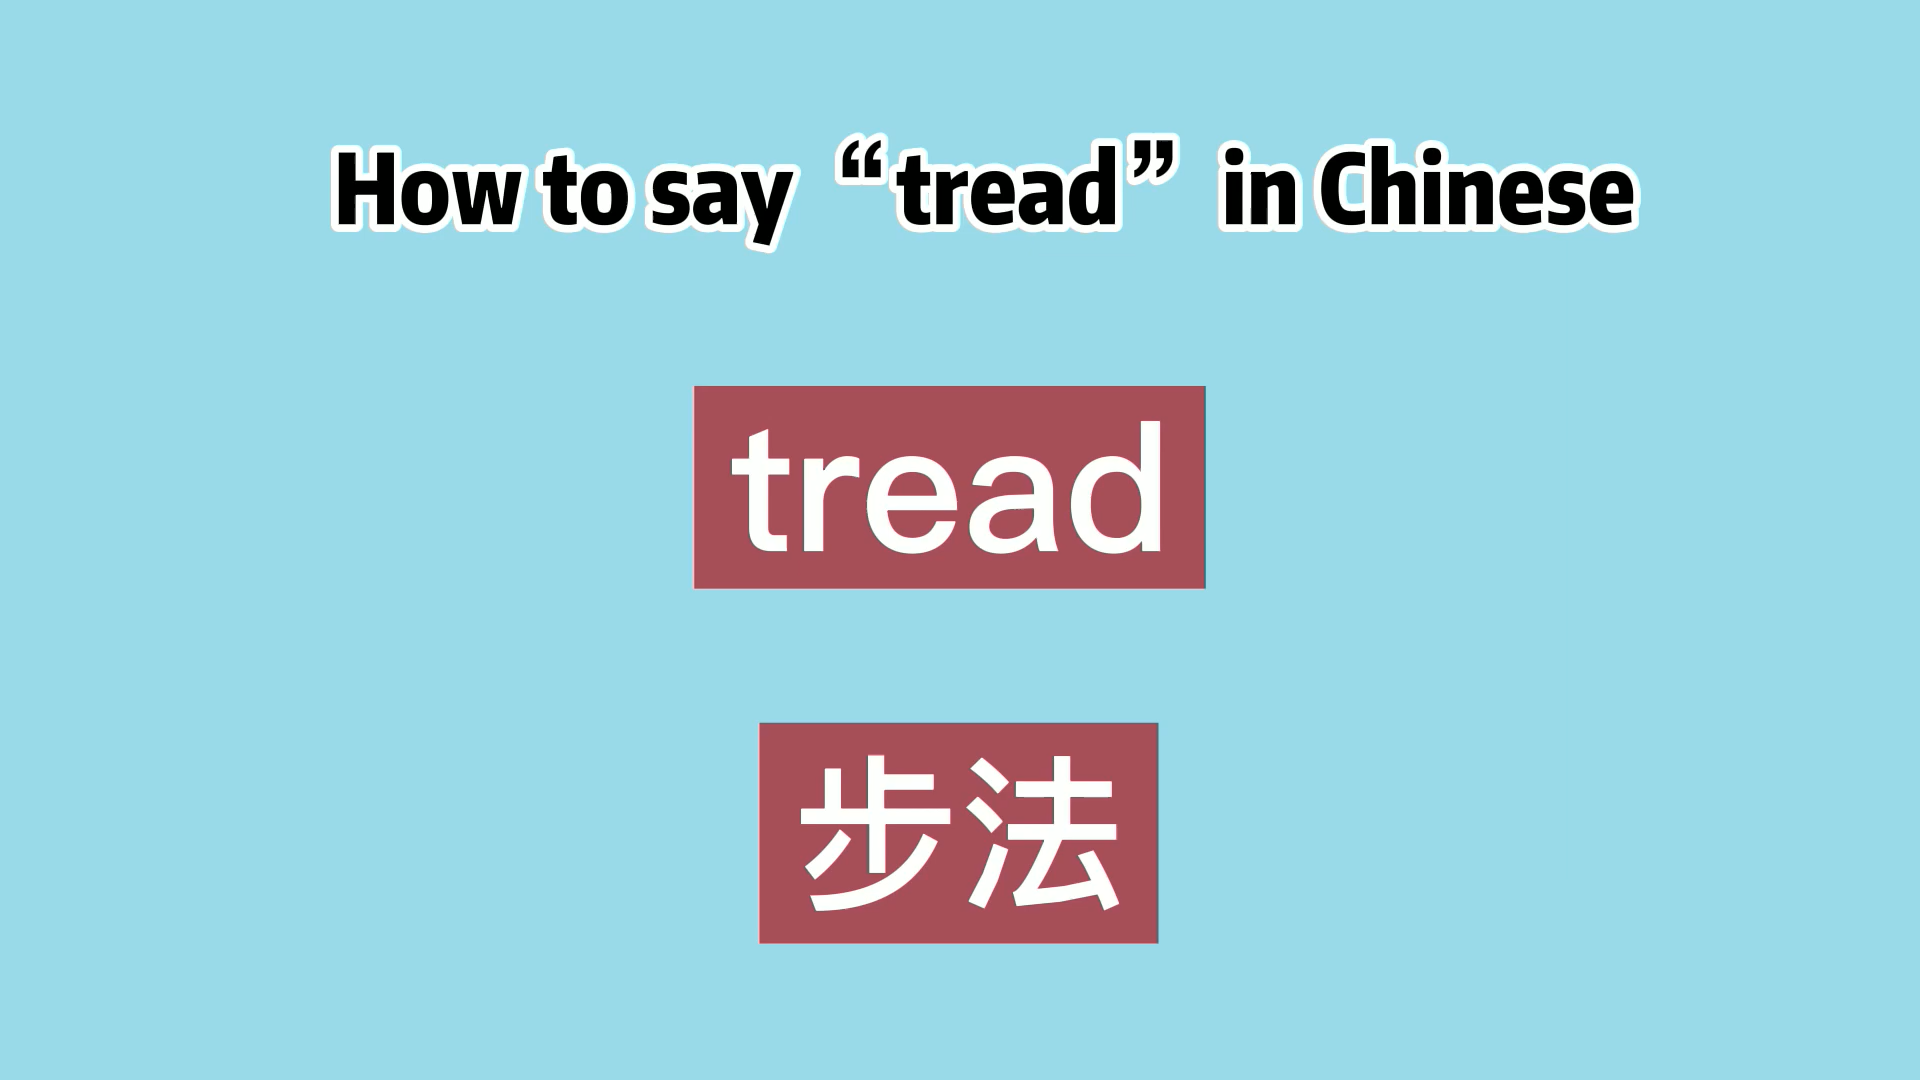 How to say “tread” in Chinese
tread
步法